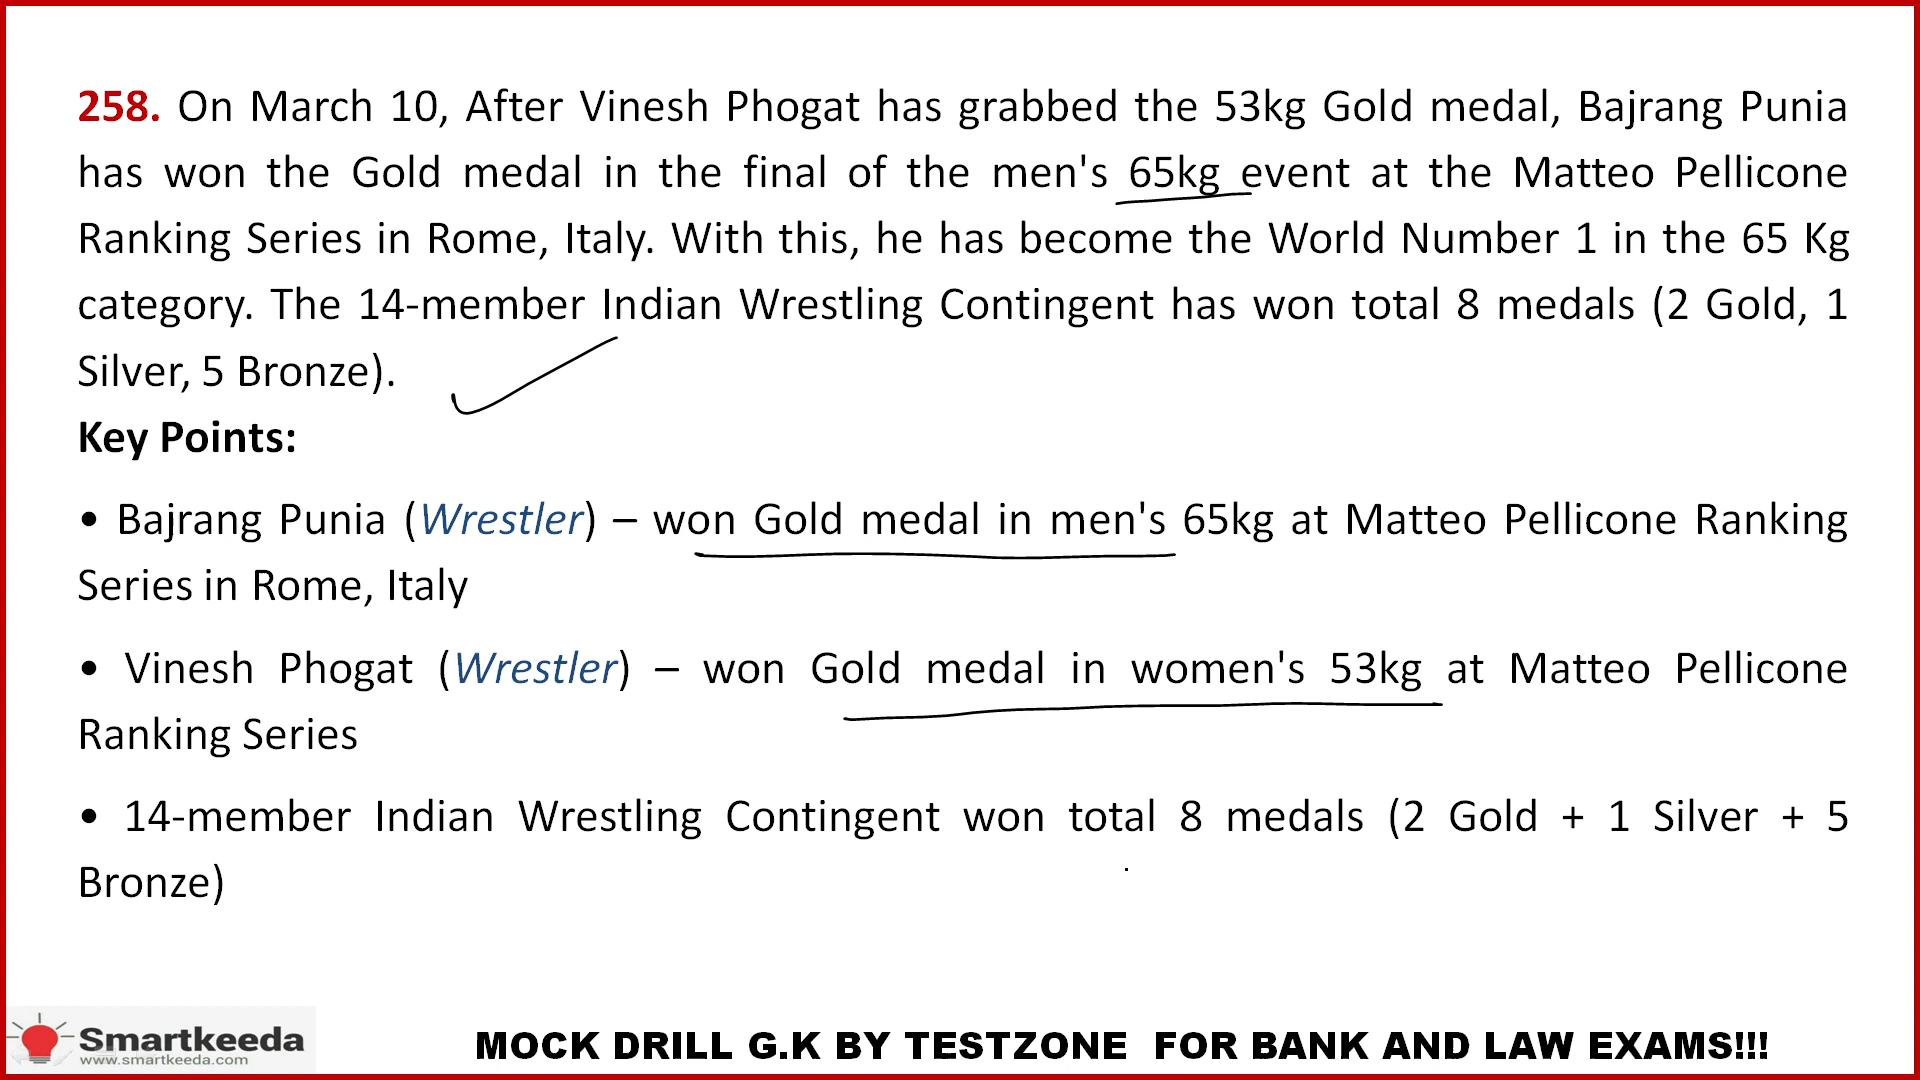 258. On March 10, After Vinesh Phogat has grabbed the 53kg Gold medal, Bajrang Punia
has won the Gold medal in the final of the men's 65kg event at the Matteo Pellicone
Ranking Series in Rome, Italy. With this, he has become the World Number 1 in the 65 Kg
category. The 14-member Indian Wrestling Contingent has won total 8 medals (2 Gold, 1
Silver, 5 Bronze).
Key Points:
• Bajrang Punia (Wrestler) – won Gold medal in men's 65kg at Matteo Pellicone Ranking
Series in Rome, Italy
• Vinesh Phogat (Wrestler) – won Gold medal in women's 53kg at Matteo Pellicone
Ranking Series
• 14-member Indian Wrestling Contingent won total 8 medals (2 Gold + 1 Silver + 5
Bronze)
Smartkeeda
www.smartkeeda.com
MOCK DRILL G.K BY TESTZONE FOR BANK AND LAW EXAMS!!!